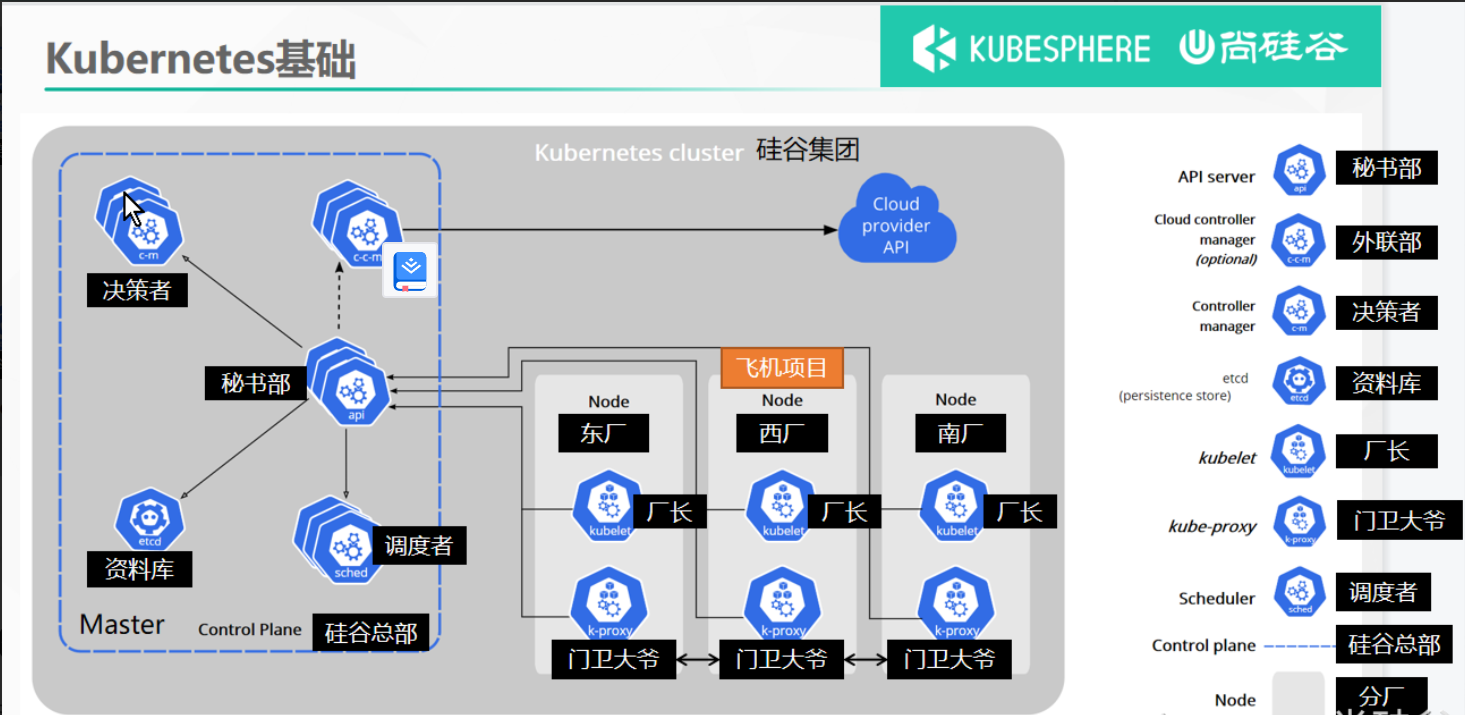 Kubernetes基础
KUBESPHERE
尚硅谷
Kubernetes cluster 硅谷集团
c-m
决策者
c-c-m
Cloud
provider
API
秘书部
api
etcd
资料库
sched
调度者
Master
Control Plane
硅谷总部
飞机项目
Node
东厂
kubelet
厂长
k-proxy
门卫大爷
Node
西厂
kubelet
厂长
k-proxy
门卫大爷
Node
南厂
kubelet
厂长
k-proxy
门卫大爷
API server
api
秘书部
Cloud controller
manager
(optional)
c-c-m
外联部
Controller
manager
c-m
决策者
etcd
(persistence store)
etcd
资料库
kubelet
kubelet
厂长
kube-proxy
k-proxy
门卫大爷
Scheduler
sched
调度者
Control plane
硅谷总部
Node
分厂